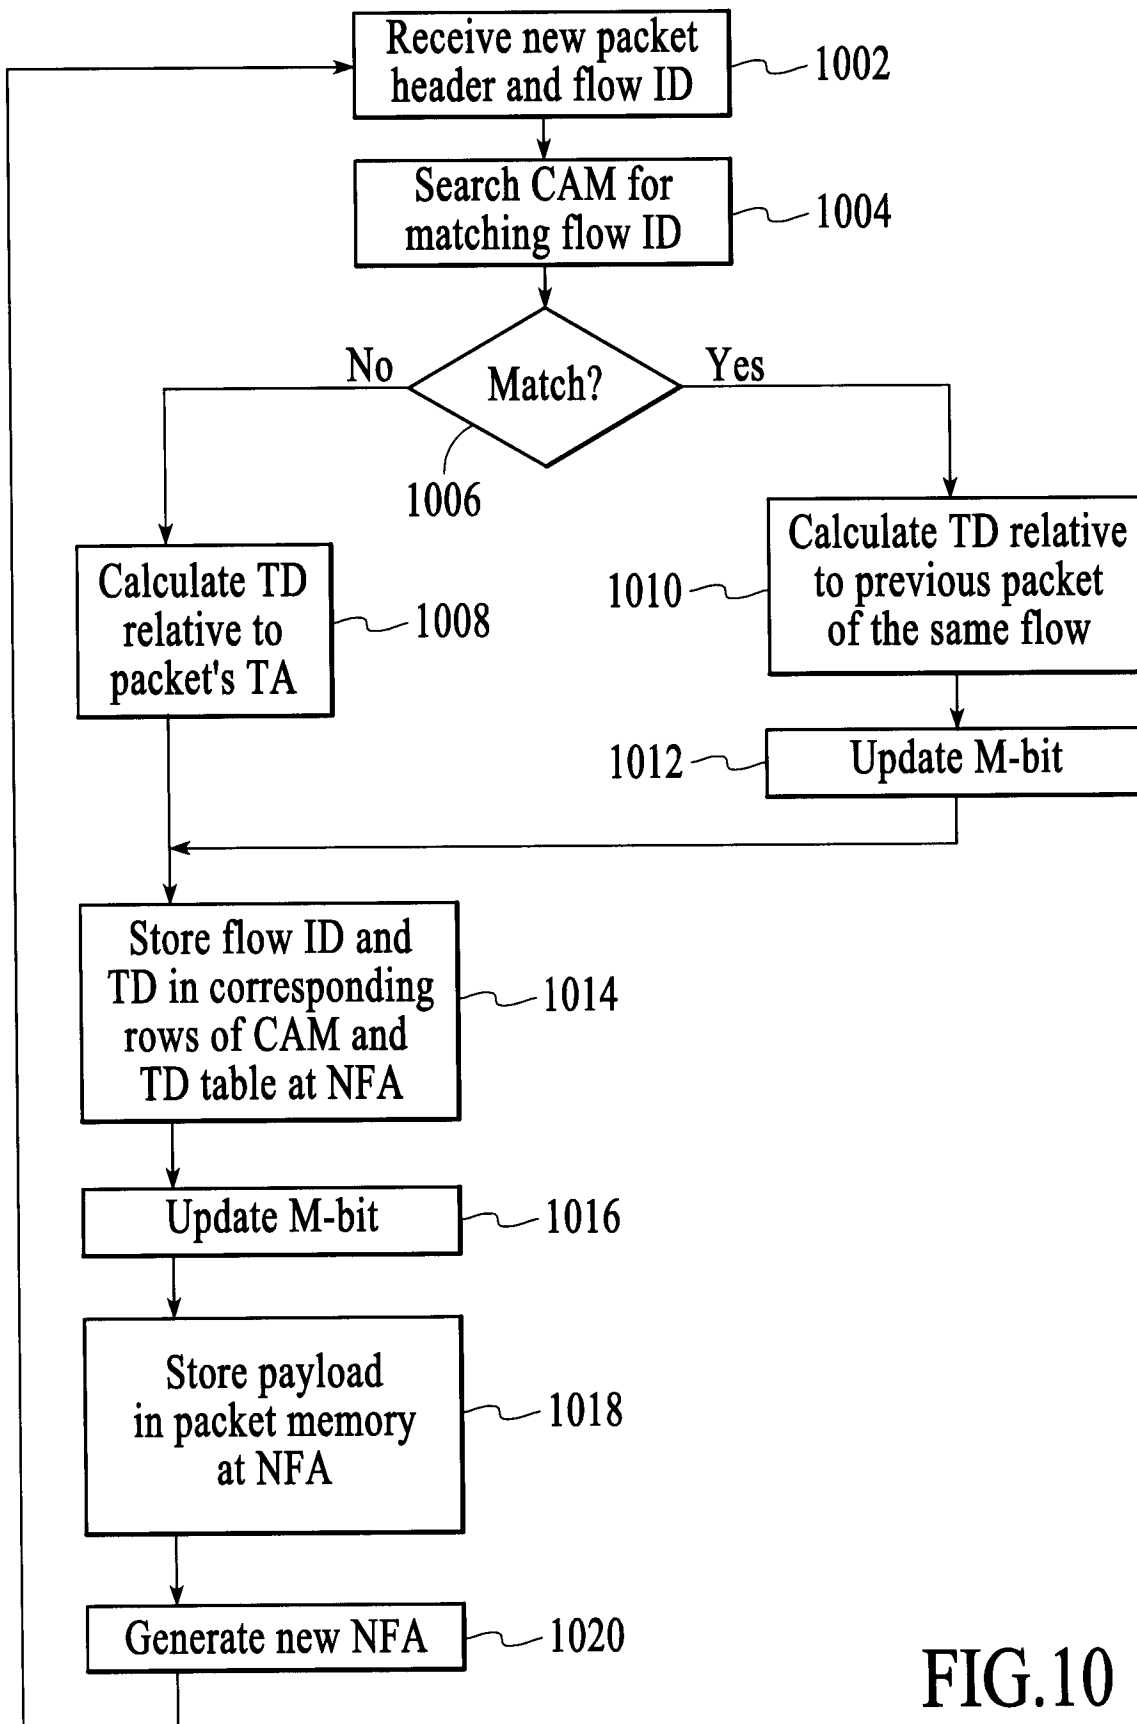 Receive new packet
header and flow ID
1002
Search CAM for
matching flow ID
1004
No
Match?
Yes
1006
Calculate TD
relative to
packet's TA
1008
Calculate TD relative
to previous packet
of the same flow
1010
Update M-bit
1012
Store flow ID and
TD in corresponding
rows of CAM and
TD table at NFA
1014
Update M-bit
1016
Store payload
in packet memory
at NFA
1018
Generate new NFA
1020
FIG.10